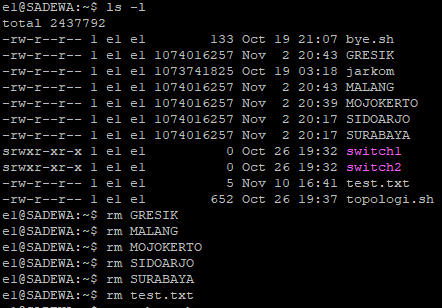 el@SADEWA:~$ ls -l
total 2437792
-rw-r--r-- 1 el el        133 Oct 19 21:07 bye.sh
-rw-r--r-- 1 el el 1074016257 Nov  2 20:43 GRESIK
-rw-r--r-- 1 el el 1073741825 Oct 19 03:18 jarkom
-rw-r--r-- 1 el el 1074016257 Nov  2 20:43 MALANG
-rw-r--r-- 1 el el 1074016257 Nov  2 20:39 MOJOKERTO
-rw-r--r-- 1 el el 1074016257 Nov  2 20:17 SIDOARJO
-rw-r--r-- 1 el el 1074016257 Nov  2 20:17 SURABAYA
srwxr-xr-x 1 el el          0 Oct 26 19:32 switch1
srwxr-xr-x 1 el el          0 Oct 26 19:32 switch2
-rw-r--r-- 1 el el          5 Nov 10 16:41 test.txt
-rw-r--r-- 1 el el        652 Oct 26 19:37 topologi.sh
el@SADEWA:~$ rm GRESIK
el@SADEWA:~$ rm MALANG
el@SADEWA:~$ rm MOJOKERTO
el@SADEWA:~$ rm SIDOARJO
el@SADEWA:~$ rm SURABAYA
el@SADEWA:~$ rm test.txt